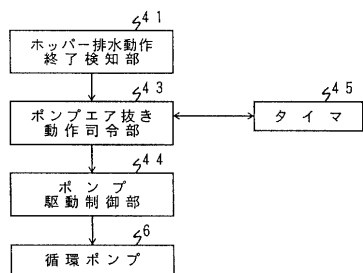 41
ホッパー排水動作
終了検知部
43
45
ポンプエア抜き
動作司令部
タイマ
44
ポンプ
駆動制御部
6
循環ポンプ